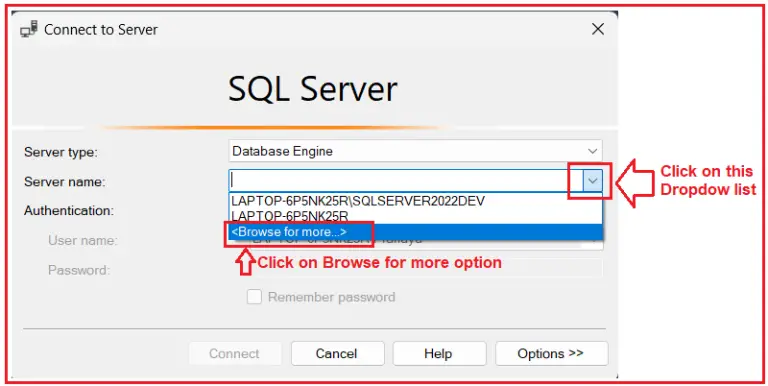 Connect to Server
SQL Server
Server type:
Database Engine
Server name:
Click on this
Dropdow list
LAPTOP-6P5NK25R\SQLSERVER2022DEV
LAPTOP-6P5NK25R
Authentication:
<Browse for more...>
User name:
Click on Browse for more option
Password:
Remember password
Connect
Cancel
Help
Options >>